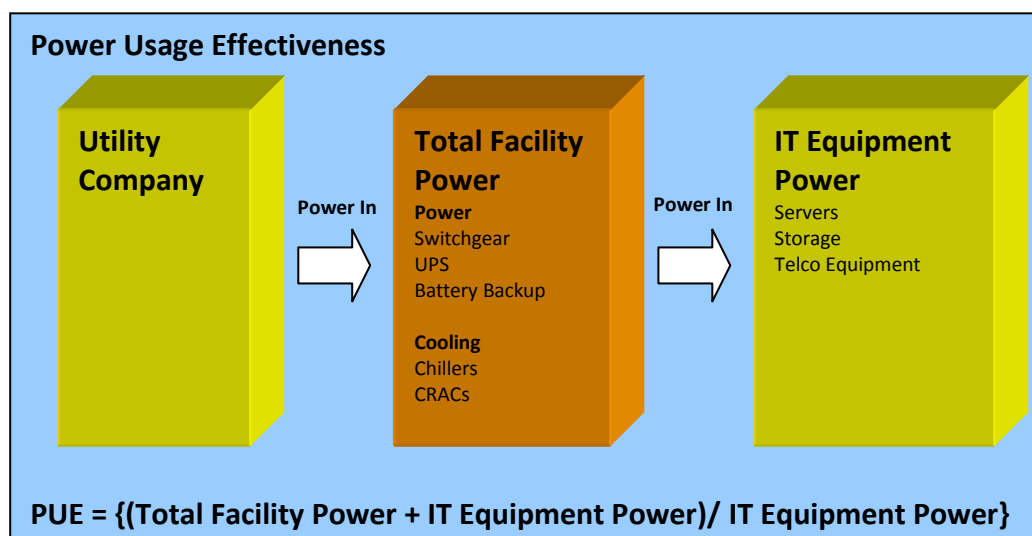 Power Usage Effectiveness
Utility
Company
Power In
Total Facility
Power
Power
Switchgear
UPS
Battery Backup
Cooling
Chillers
CRACs
Power In
IT Equipment
Power
Servers
Storage
Telco Equipment
PUE = {(Total Facility Power + IT Equipment Power)/ IT Equipment Power}